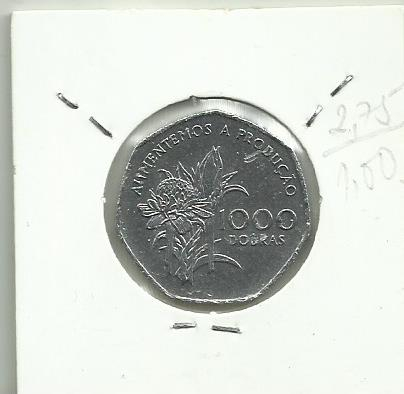 AUMENTEMOS A PRODUÇÃO
1000
DOBRAS
2,75
1,00